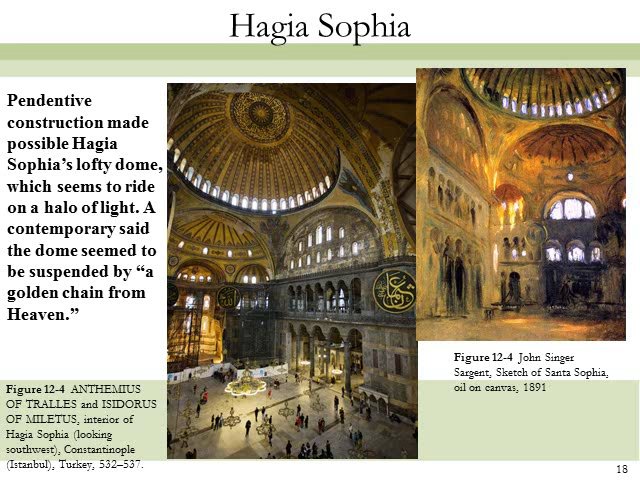 Hagia Sophia
Pendentive
construction made
possible Hagia
Sophia’s lofty dome,
which seems to ride
on a halo of light. A
contemporary said
the dome seemed to
be suspended by “a
golden chain from
Heaven.”
Figure 12-4 ANTHEMIUS
OF TRALLES and ISIDORUS
OF MILETUS, interior of
Hagia Sophia (looking
southwest), Constantinople
(Istanbul), Turkey, 532–537.
Figure 12-4 John Singer
Sargent, Sketch of Santa Sophia,
oil on canvas, 1891
18